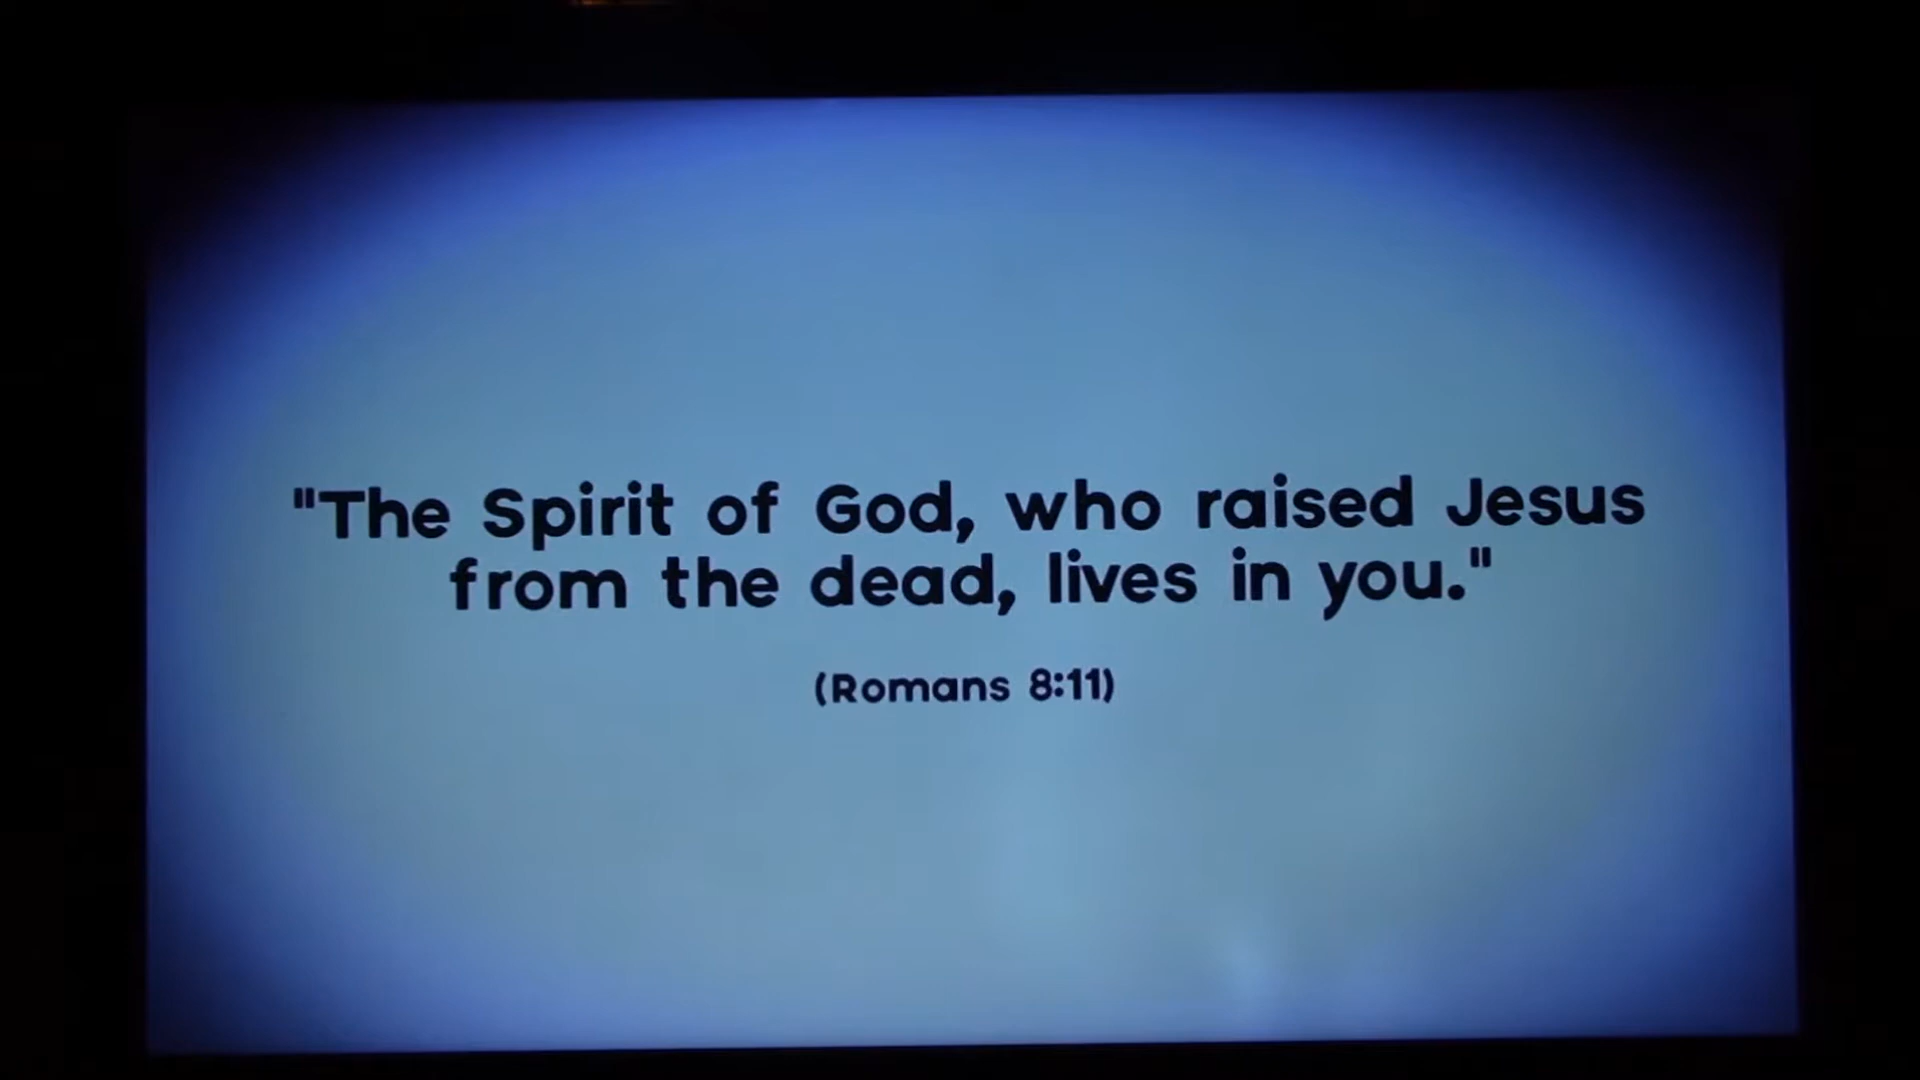 "The Spirit of God, who raised Jesus
from the dead, lives in you."
(Romans 8:11)